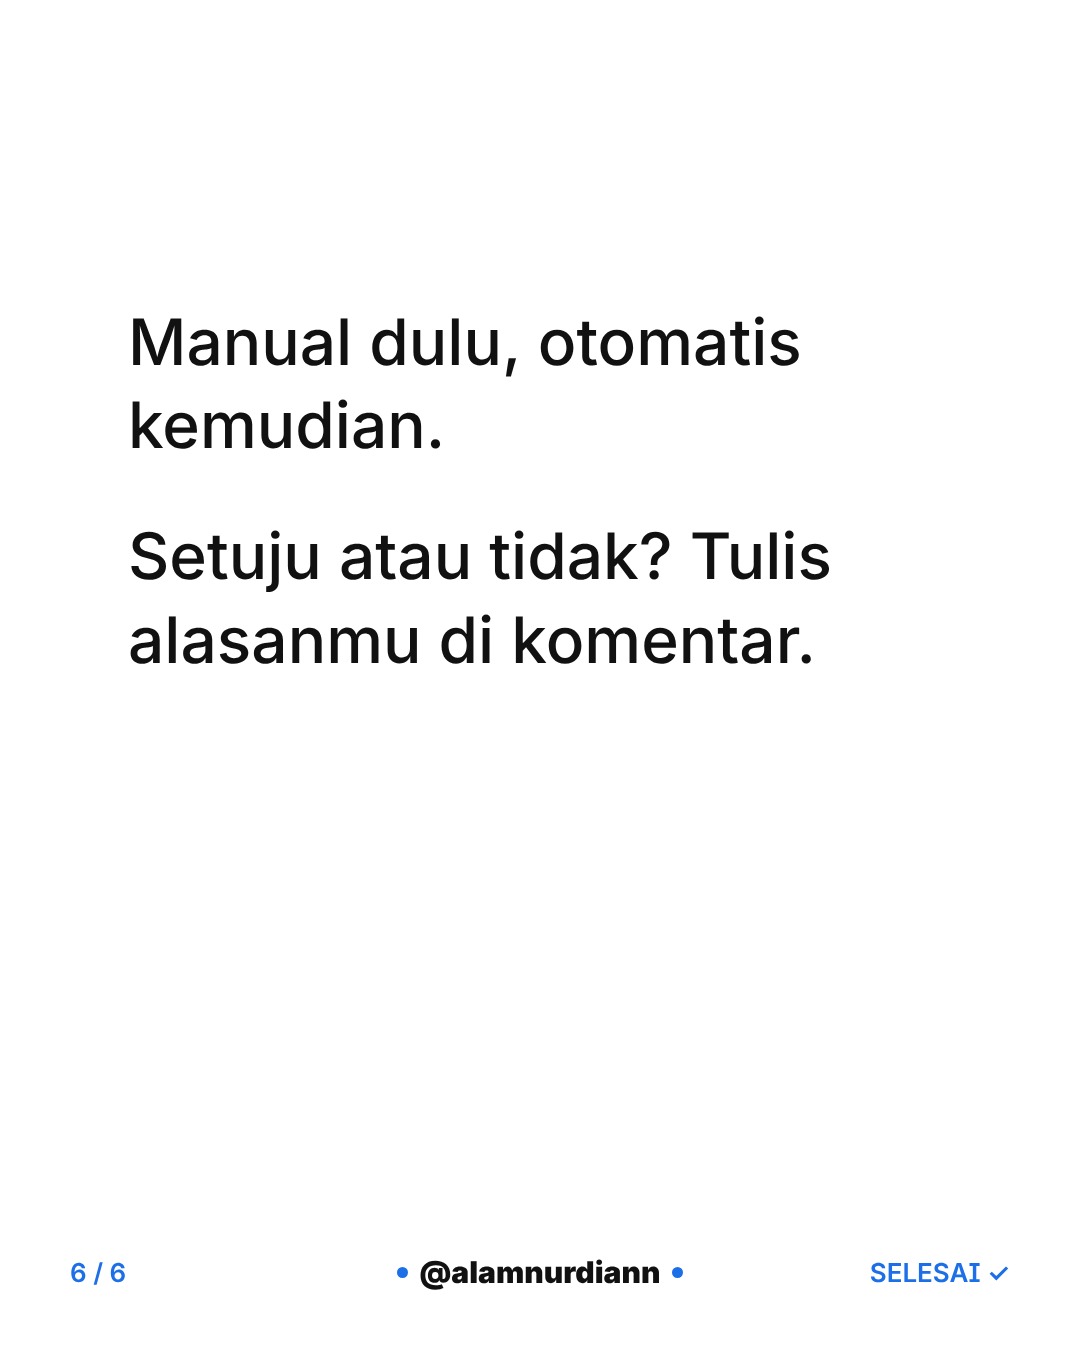 Manual dulu, otomatis
kemudian.
Setuju atau tidak? Tulis
alasanmu di komentar.
6 / 6
• @alamnurdiann •
SELESAI ✓